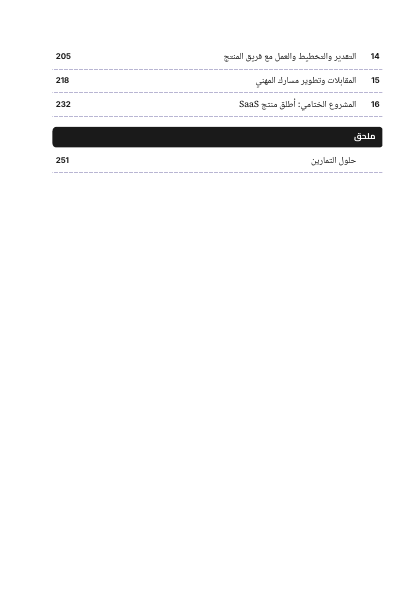 14 التقدير والتخطيط والعمل مع فريق المنتج 205
15 المقابلات وتطوير مسارك المهني 218
16 المشروع الختامي: أطلق منتج SaaS 232
ملحق
حلول التمارين 251